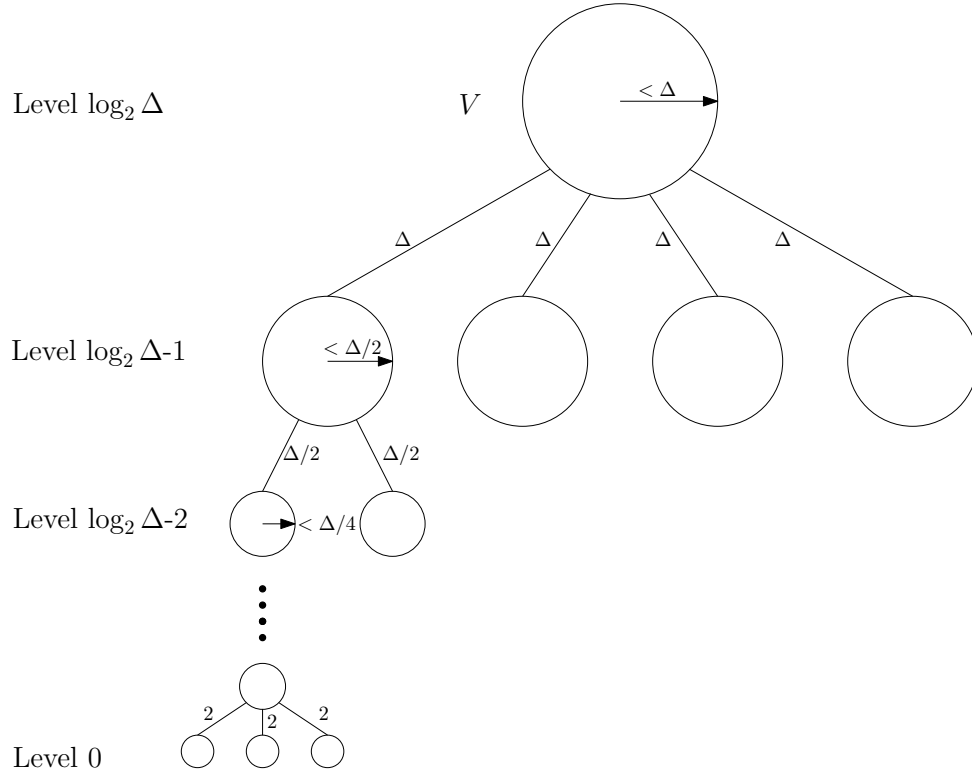 Level log₂ Δ
V
< Δ
Δ
Δ
Δ
Δ
Level log₂ Δ-1
< Δ/2
Δ/2
Δ/2
Level log₂ Δ-2
< Δ/4
2
2
2
Level 0